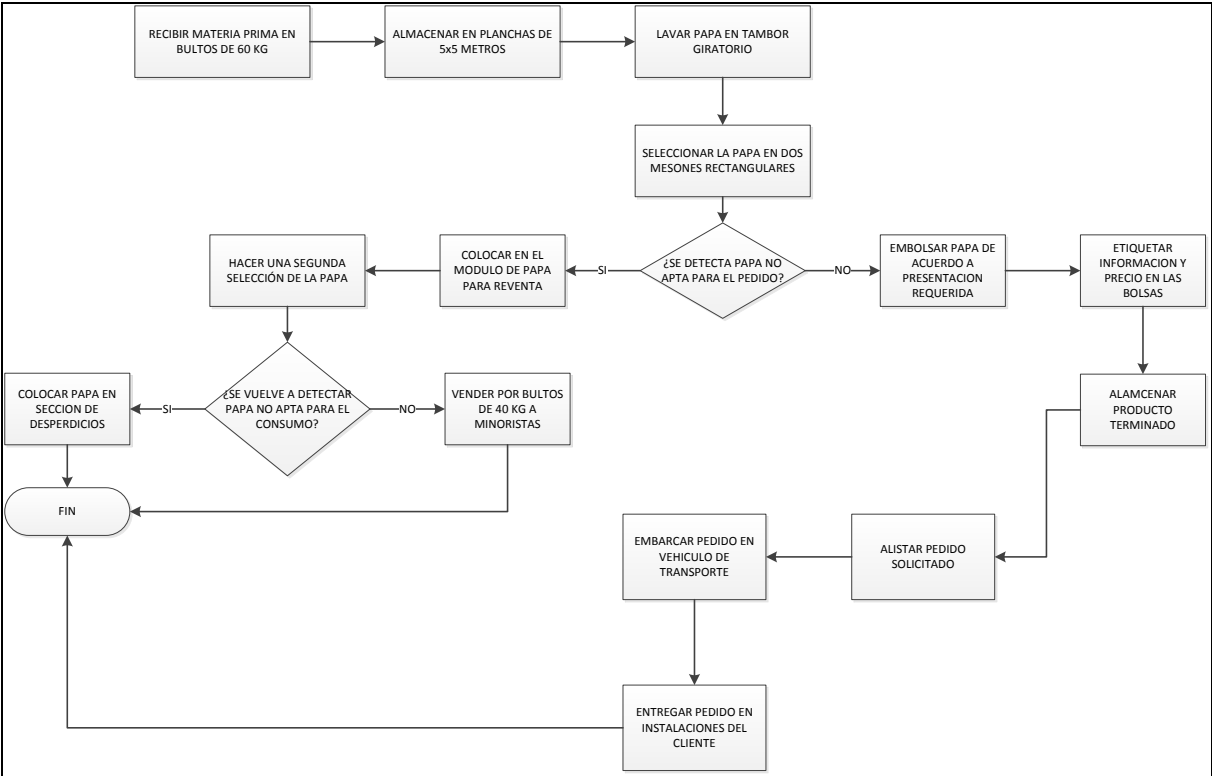 RECIBIR MATERIA PRIMA EN
BULTOS DE 60 KG
ALMACENAR EN PLANCHAS DE
5x5 METROS
LAVAR PAPA EN TAMBOR
GIRATORIO
SELECCIONAR LA PAPA EN DOS
MESONES RECTANGULARES
¿SE DETECTA PAPA NO
APTA PARA EL PEDIDO?
SI
NO
COLOCAR EN EL
MODULO DE PAPA
PARA REVENTA
HACER UNA SEGUNDA
SELECCIÓN DE LA PAPA
EMBOLSAR PAPA DE
ACUERDO A
PRESENTACION
REQUERIDA
ETIQUETAR
INFORMACION Y
PRECIO EN LAS
BOLSAS
¿SE VUELVE A DETECTAR
PAPA NO APTA PARA EL
CONSUMO?
SI
NO
COLOCAR PAPA EN
SECCION DE
DESPERDICIOS
VENDER POR BULTOS
DE 40 KG A
MINORISTAS
ALAMCENAR
PRODUCTO
TERMINADO
FIN
EMBARCAR PEDIDO EN
VEHICULO DE
TRANSPORTE
ALISTAR PEDIDO
SOLICITADO
ENTREGAR PEDIDO EN
INSTALACIONES DEL
CLIENTE